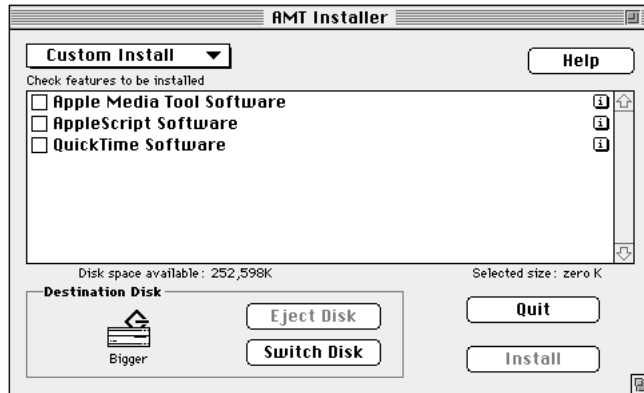 AMT Installer
Custom Install
Help
Check features to be installed
Apple Media Tool Software
AppleScript Software
QuickTime Software
Disk space available: 252,598K
Selected size: zero K
Destination Disk
Eject Disk
Quit
Bigger
Switch Disk
Install